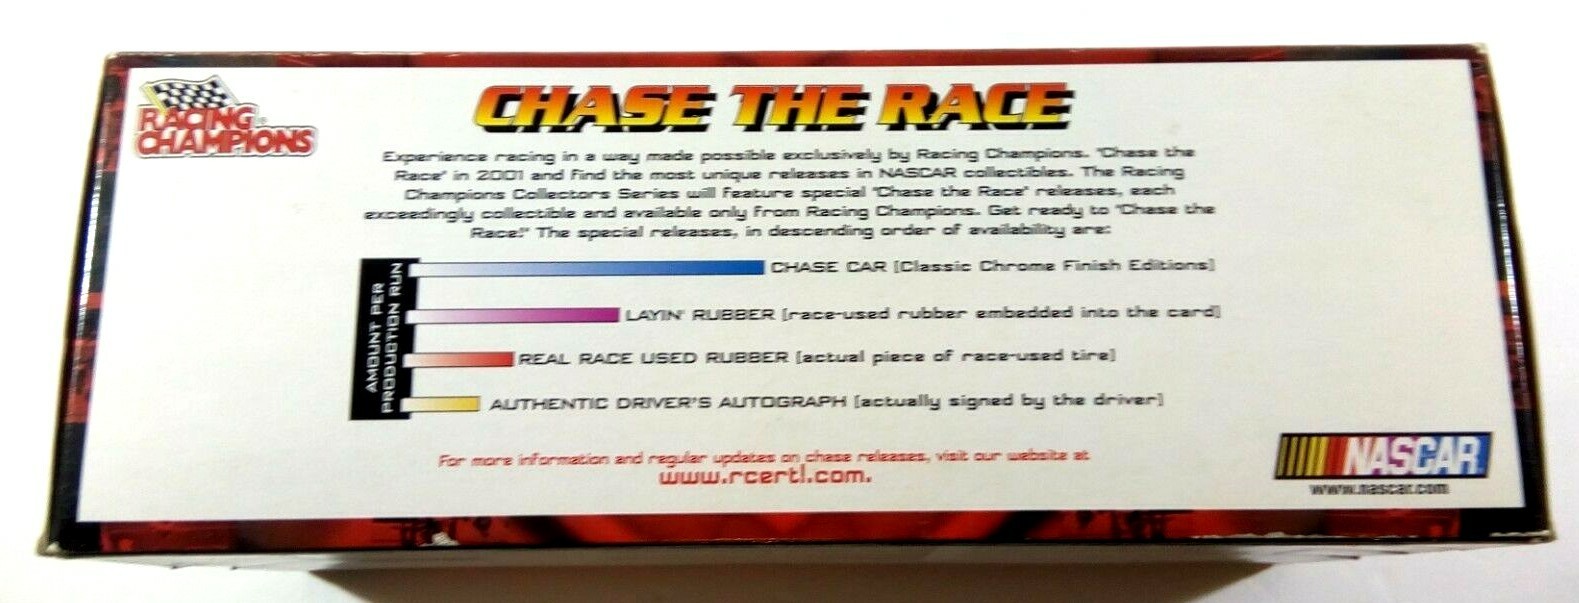 RACING
CHAMPIONS
CHASE THE RACE
Experience racing in a way made possible exclusively by Racing Champions. "Chase the
Race" in 2001 and find the most unique releases in NASCAR collectibles. The Racing
Champions Collectors Series will feature special "Chase the Race" releases, each
exceedingly collectible and available only from Racing Champions. Get ready to "Chase the
Race!" The special releases, in descending order of availability are:
AMOUNT PER
PRODUCTION RUN
CHASE CAR [Classic Chrome Finish Editions]
LAYIN' RUBBER [race-used rubber embedded into the card]
REAL RACE USED RUBBER [actual piece of race-used tire]
AUTHENTIC DRIVER'S AUTOGRAPH [actually signed by the driver]
For more information and regular updates on chase releases, visit our website at
www.rcertl.com.
NASCAR
www.nascar.com